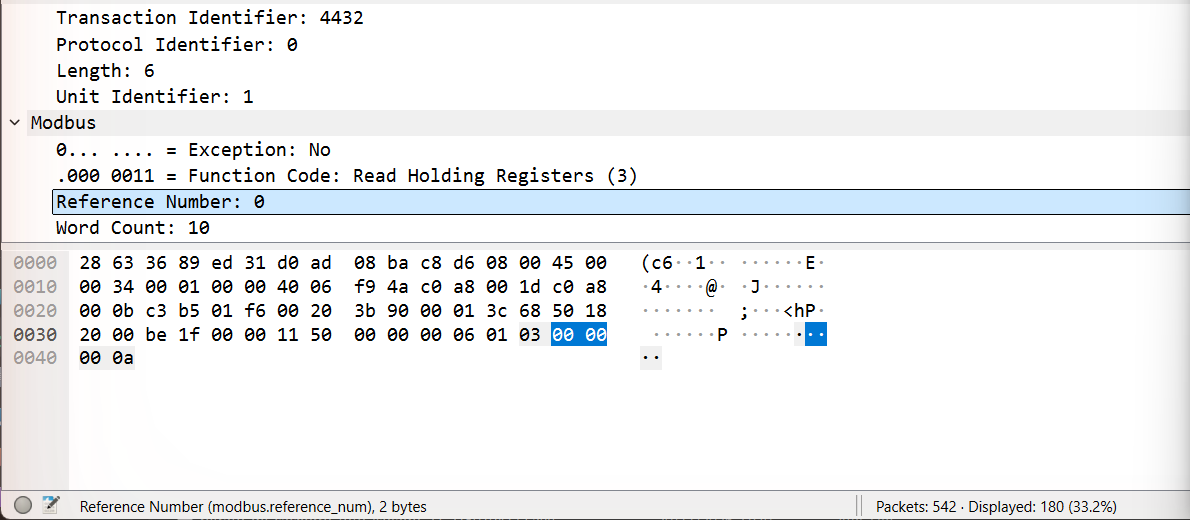 Transaction Identifier: 4432
Protocol Identifier: 0
Length: 6
Unit Identifier: 1
Modbus
0... .... = Exception: No
.000 0011 = Function Code: Read Holding Registers (3)
Reference Number: 0
Word Count: 10
0000 28 63 36 89 ed 31 d0 ad 08 ba c8 d6 08 00 45 00 (c6··1·· ······E·
0010 00 34 00 01 00 00 40 06 f9 4a c0 a8 00 1d c0 a8 ·4····@· ·J······
0020 00 0b c3 b5 01 f6 00 20 3b 90 00 01 3c 68 50 18 ······· ;···<hP·
0030 20 00 be 1f 00 00 11 50 00 00 00 06 01 03 00 00 ······P ········
0040 00 0a ··
Reference Number (modbus.reference_num), 2 bytes
Packets: 542 · Displayed: 180 (33.2%)